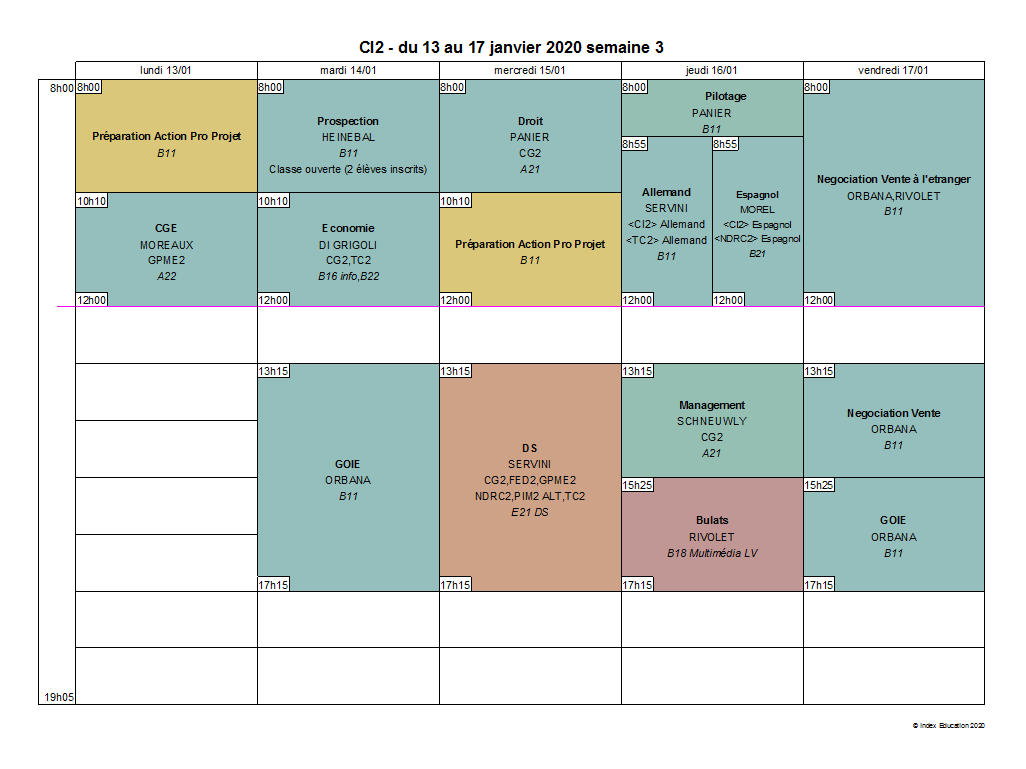 CI2 - du 13 au 17 janvier 2020 semaine 3
lundi 13/01
mardi 14/01
mercredi 15/01
jeudi 16/01
vendredi 17/01
8h00
8h00
Préparation Action Pro Projet
B11
10h10
CGE
MOREAUX
GPME2
A22
12h00
8h00
Prospection
HEINEBAL
B11
Classe ouverte (2 élèves inscrits)
10h10
Economie
DI GRIGOLI
CG2,TC2
B16 info,B22
12h00
13h15
GOIE
ORBANA
B11
17h15
8h00
Droit
PANIER
CG2
A21
10h10
Préparation Action Pro Projet
B11
12h00
13h15
DS
SERVINI
CG2,FED2,GPME2
NDRC2,PIM2 ALT,TC2
E21 DS
17h15
8h00
Pilotage
PANIER
B11
8h55
Allemand
SERVINI
<CI2> Allemand
<TC2> Allemand
B11
12h00
8h55
Espagnol
MOREL
<CI2> Espagnol
<NDRC2> Espagnol
B21
12h00
13h15
Management
SCHNEUWLY
CG2
A21
15h25
Bulats
RIVOLET
B18 Multimédia LV
17h15
8h00
Negociation Vente à l'etranger
ORBANA,RIVOLET
B11
12h00
13h15
Negociation Vente
ORBANA
B11
15h25
GOIE
ORBANA
B11
17h15
19h05
© Index Education 2020